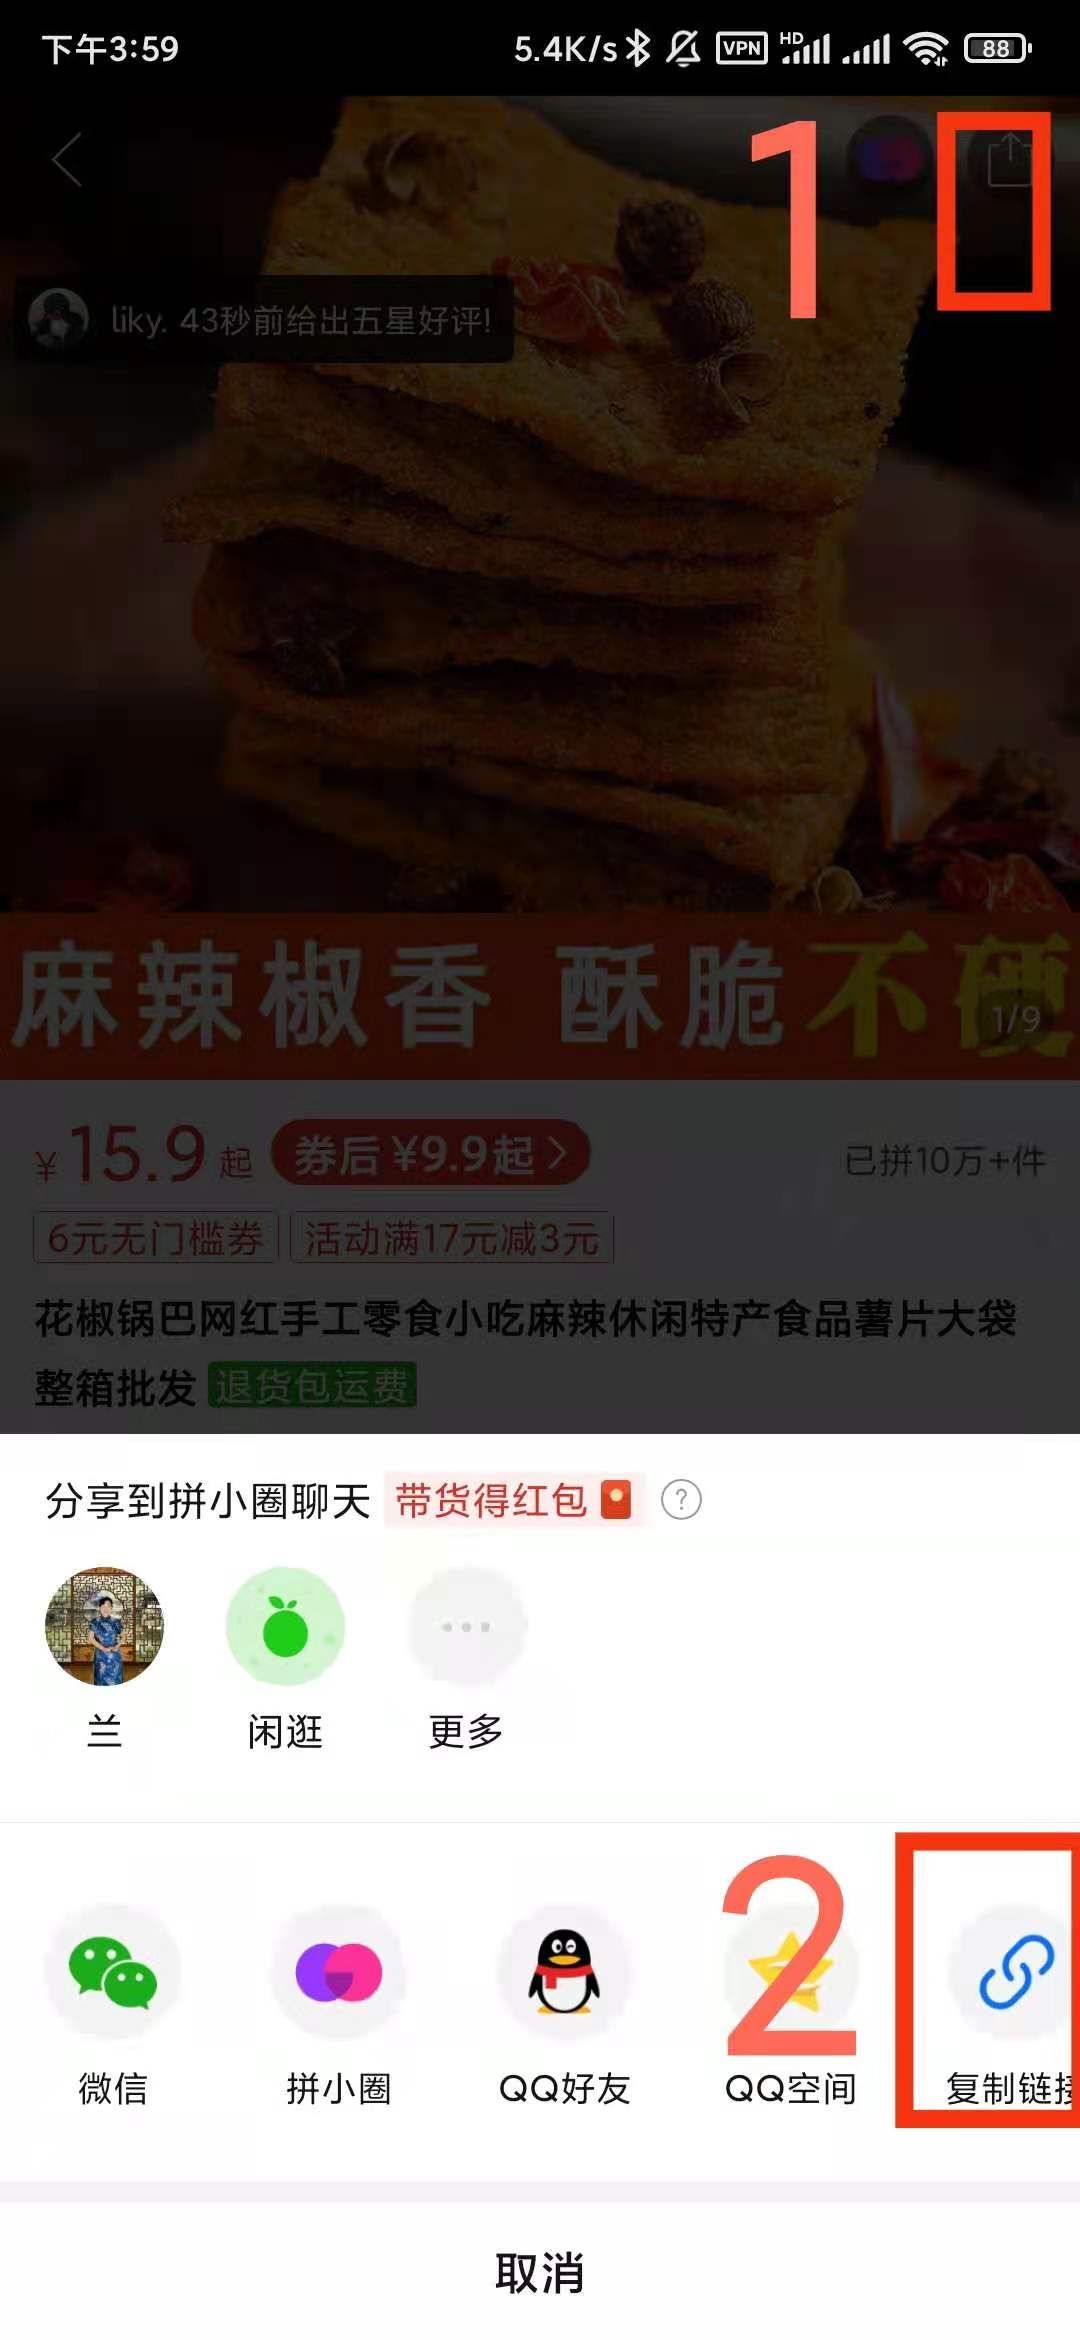 下午3:59
5.4K/s VPN HD 88
1
liky. 43秒前给出五星好评!
麻辣椒香 酥脆不硬
1/9
¥15.9起 券后¥9.9起 已拼10万+件
6元无门槛券 活动满17元减3元
花椒锅巴网红手工零食小吃麻辣休闲特产食品薯片大袋
整箱批发 退货包运费
分享到拼小圈聊天 带货得红包 ?
兰 闲逛 更多
2
微信 拼小圈 QQ好友 QQ空间 复制链接
取消